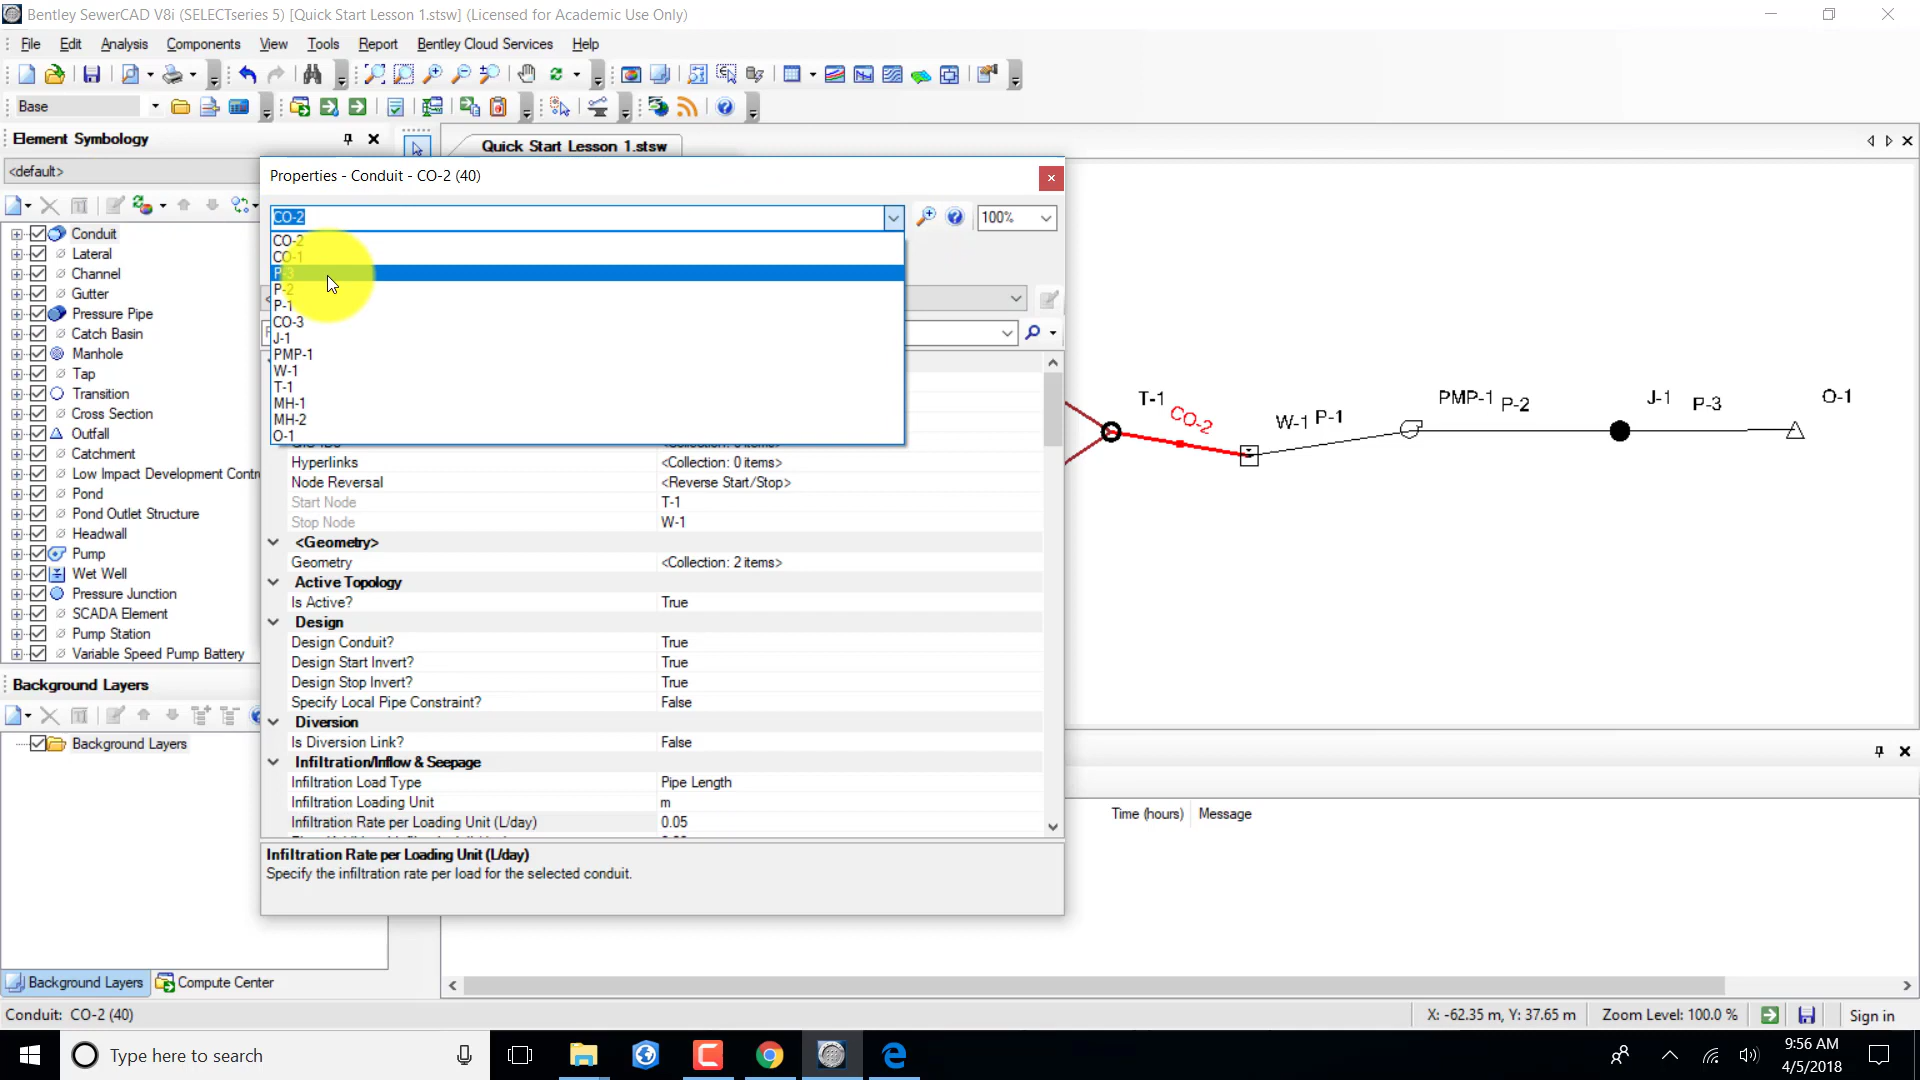 Bentley SewerCAD V8i (SELECTseries 5) [Quick Start Lesson 1.stsw] (Licensed for Academic Use Only)
File Edit Analysis Components View Tools Report Bentley Cloud Services Help
Base
Element Symbology
<default>
Conduit
Lateral
Channel
Gutter
Pressure Pipe
Catch Basin
Manhole
Tap
Transition
Cross Section
Outfall
Catchment
Low Impact Development Contr
Pond
Pond Outlet Structure
Headwall
Pump
Wet Well
Pressure Junction
SCADA Element
Pump Station
Variable Speed Pump Battery
Background Layers
Background Layers
Background Layers Compute Center
Quick Start Lesson 1.stsw
Properties - Conduit - CO-2 (40)
CO-2
100%
CO-2
CO-1
P-3
P-2
P-1
CO-3
J-1
PMP-1
W-1
T-1
MH-1
MH-2
O-1
Hyperlinks <Collection: 0 items>
Node Reversal <Reverse Start/Stop>
Start Node T-1
Stop Node W-1
<Geometry>
Geometry <Collection: 2 items>
Active Topology
Is Active? True
Design
Design Conduit? True
Design Start Invert? True
Design Stop Invert? True
Specify Local Pipe Constraint? False
Diversion
Is Diversion Link? False
Infiltration/Inflow & Seepage
Infiltration Load Type Pipe Length
Infiltration Loading Unit m
Infiltration Rate per Loading Unit (L/day) 0.05
Infiltration Rate per Loading Unit (L/day)
Specify the infiltration rate per load for the selected conduit.
T-1 CO-2 W-1 P-1 PMP-1 P-2 J-1 P-3 O-1
Time (hours) Message
Conduit: CO-2 (40)
X: -62.35 m, Y: 37.65 m Zoom Level: 100.0 % Sign in
Type here to search
9:56 AM
4/5/2018